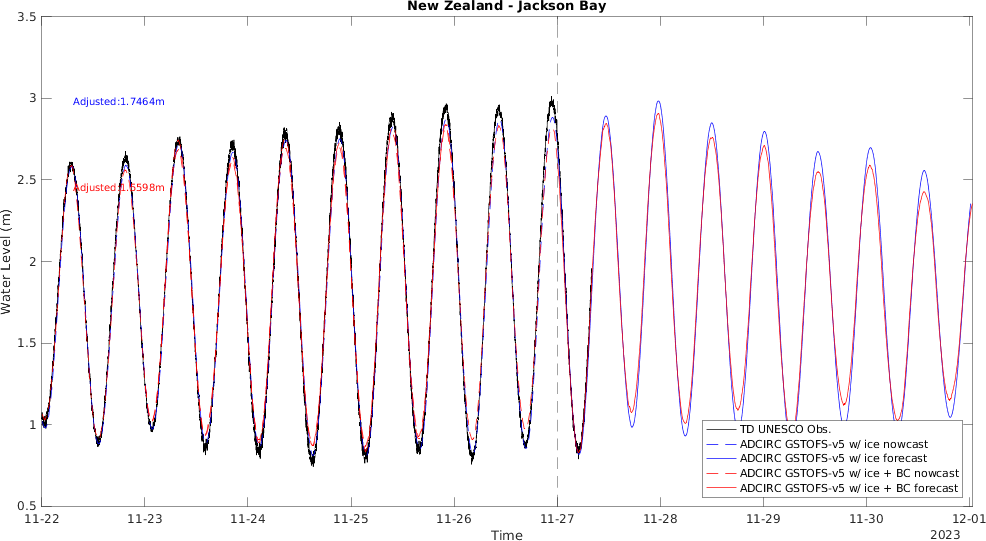 New Zealand - Jackson Bay
3.5
3
2.5
2
1.5
1
0.5
Water Level (m)
Adjusted:1.7464m
Adjusted:1.6598m
TD UNESCO Obs.
ADCIRC GSTOFS-v5 w/ ice nowcast
ADCIRC GSTOFS-v5 w/ ice forecast
ADCIRC GSTOFS-v5 w/ ice + BC nowcast
ADCIRC GSTOFS-v5 w/ ice + BC forecast
11-22 11-23 11-24 11-25 11-26 11-27 11-28 11-29 11-30 12-01
Time
2023